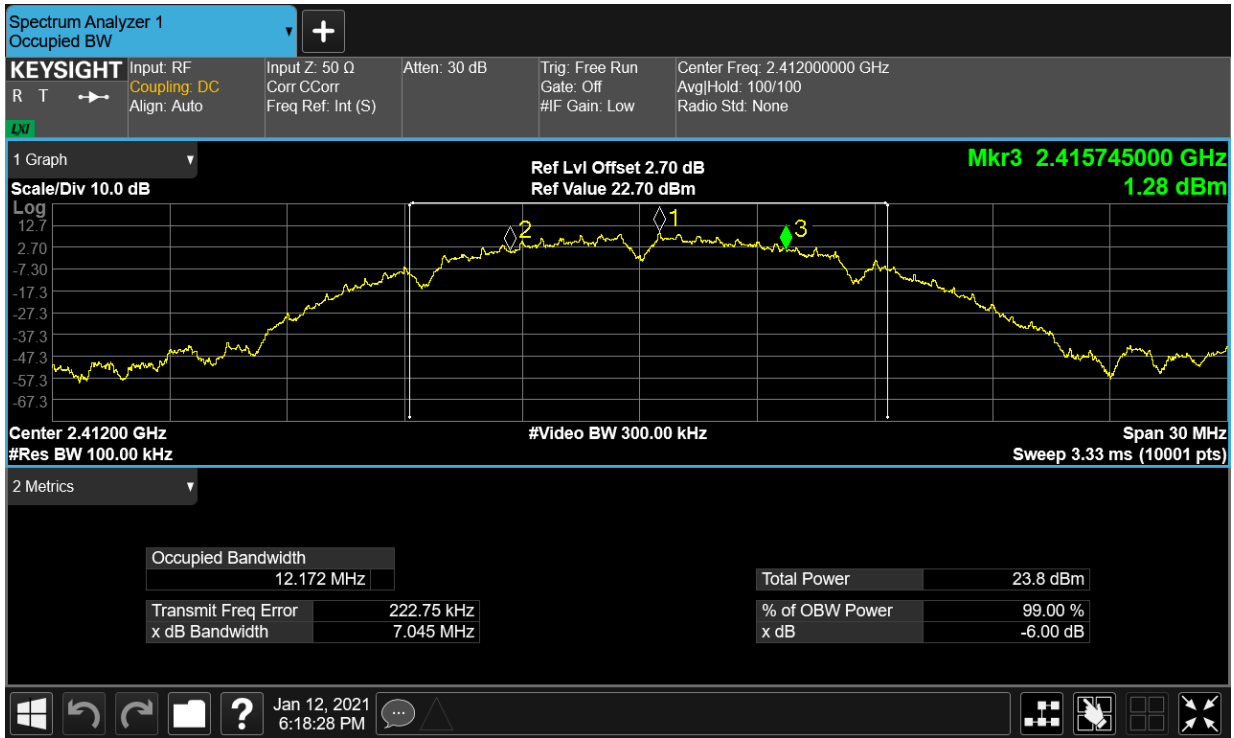 Spectrum Analyzer 1
Occupied BW
KEYSIGHT
R T
LXI
Input: RF
Coupling: DC
Align: Auto
Input Z: 50 Ω
Corr CCorr
Freq Ref: Int (S)
Atten: 30 dB
Trig: Free Run
Gate: Off
#IF Gain: Low
Center Freq: 2.412000000 GHz
Avg|Hold: 100/100
Radio Std: None
1 Graph
Scale/Div 10.0 dB
Ref Lvl Offset 2.70 dB
Ref Value 22.70 dBm
Mkr3 2.415745000 GHz
1.28 dBm
Log
12.7
2.70
-7.30
-17.3
-27.3
-37.3
-47.3
-57.3
-67.3
2
1
3
Center 2.41200 GHz
#Res BW 100.00 kHz
#Video BW 300.00 kHz
Span 30 MHz
Sweep 3.33 ms (10001 pts)
2 Metrics
Occupied Bandwidth
12.172 MHz
Transmit Freq Error 222.75 kHz
x dB Bandwidth 7.045 MHz
Total Power 23.8 dBm
% of OBW Power 99.00 %
x dB -6.00 dB
?
Jan 12, 2021
6:18:28 PM